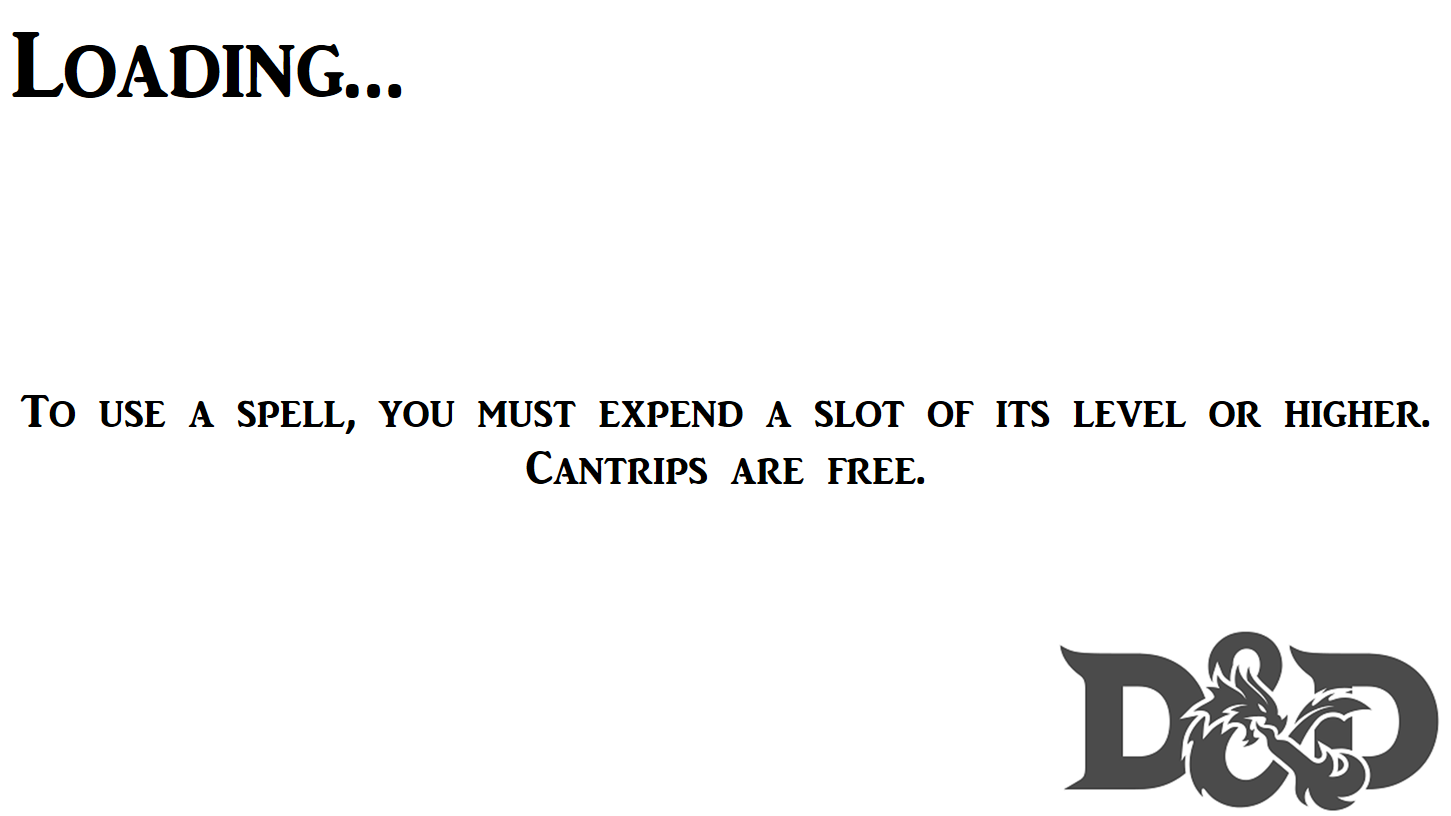 Loading...
To use a spell, you must expend a slot of its level or higher.
Cantrips are free.
D&D